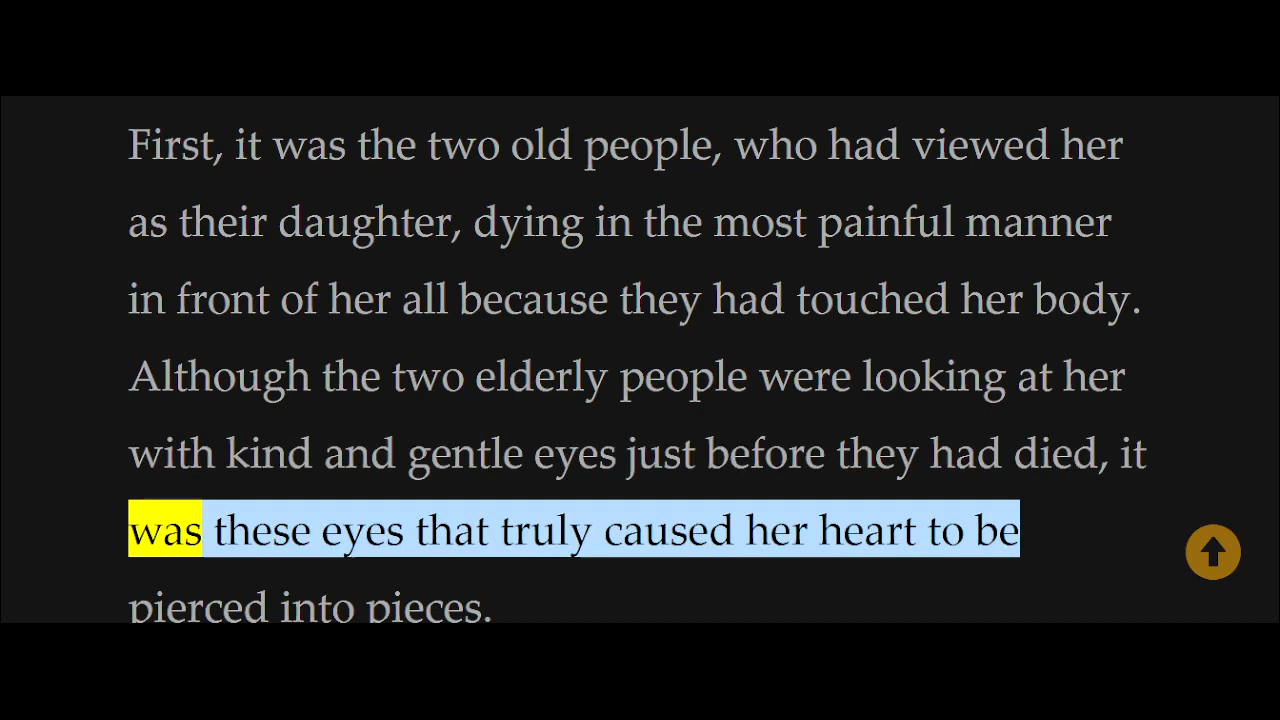 First, it was the two old people, who had viewed her
as their daughter, dying in the most painful manner
in front of her all because they had touched her body.
Although the two elderly people were looking at her
with kind and gentle eyes just before they had died, it
was these eyes that truly caused her heart to be
pierced into pieces.